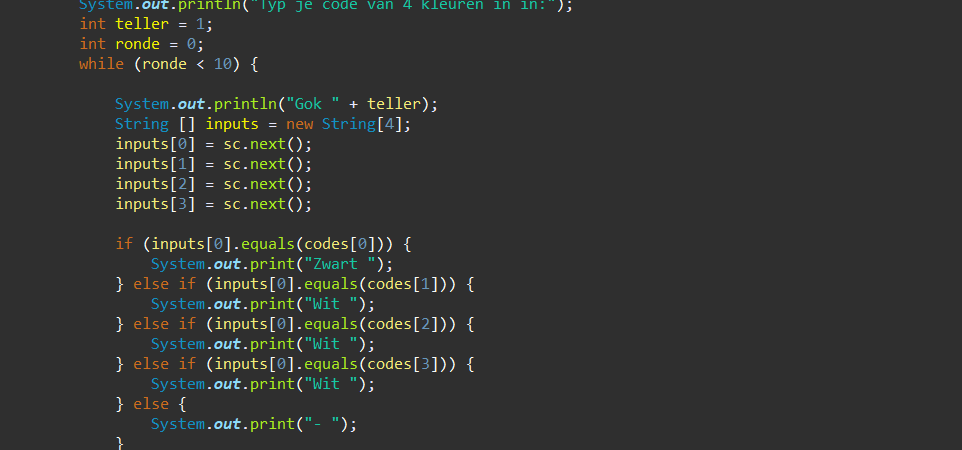 System.out.println("Typ je code van 4 kleuren in in:");
int teller = 1;
int ronde = 0;
while (ronde < 10) {
System.out.println("Gok " + teller);
String [] inputs = new String[4];
inputs[0] = sc.next();
inputs[1] = sc.next();
inputs[2] = sc.next();
inputs[3] = sc.next();
if (inputs[0].equals(codes[0])) {
System.out.print("Zwart ");
} else if (inputs[0].equals(codes[1])) {
System.out.print("Wit ");
} else if (inputs[0].equals(codes[2])) {
System.out.print("Wit ");
} else if (inputs[0].equals(codes[3])) {
System.out.print("Wit ");
} else {
System.out.print("- ");
}